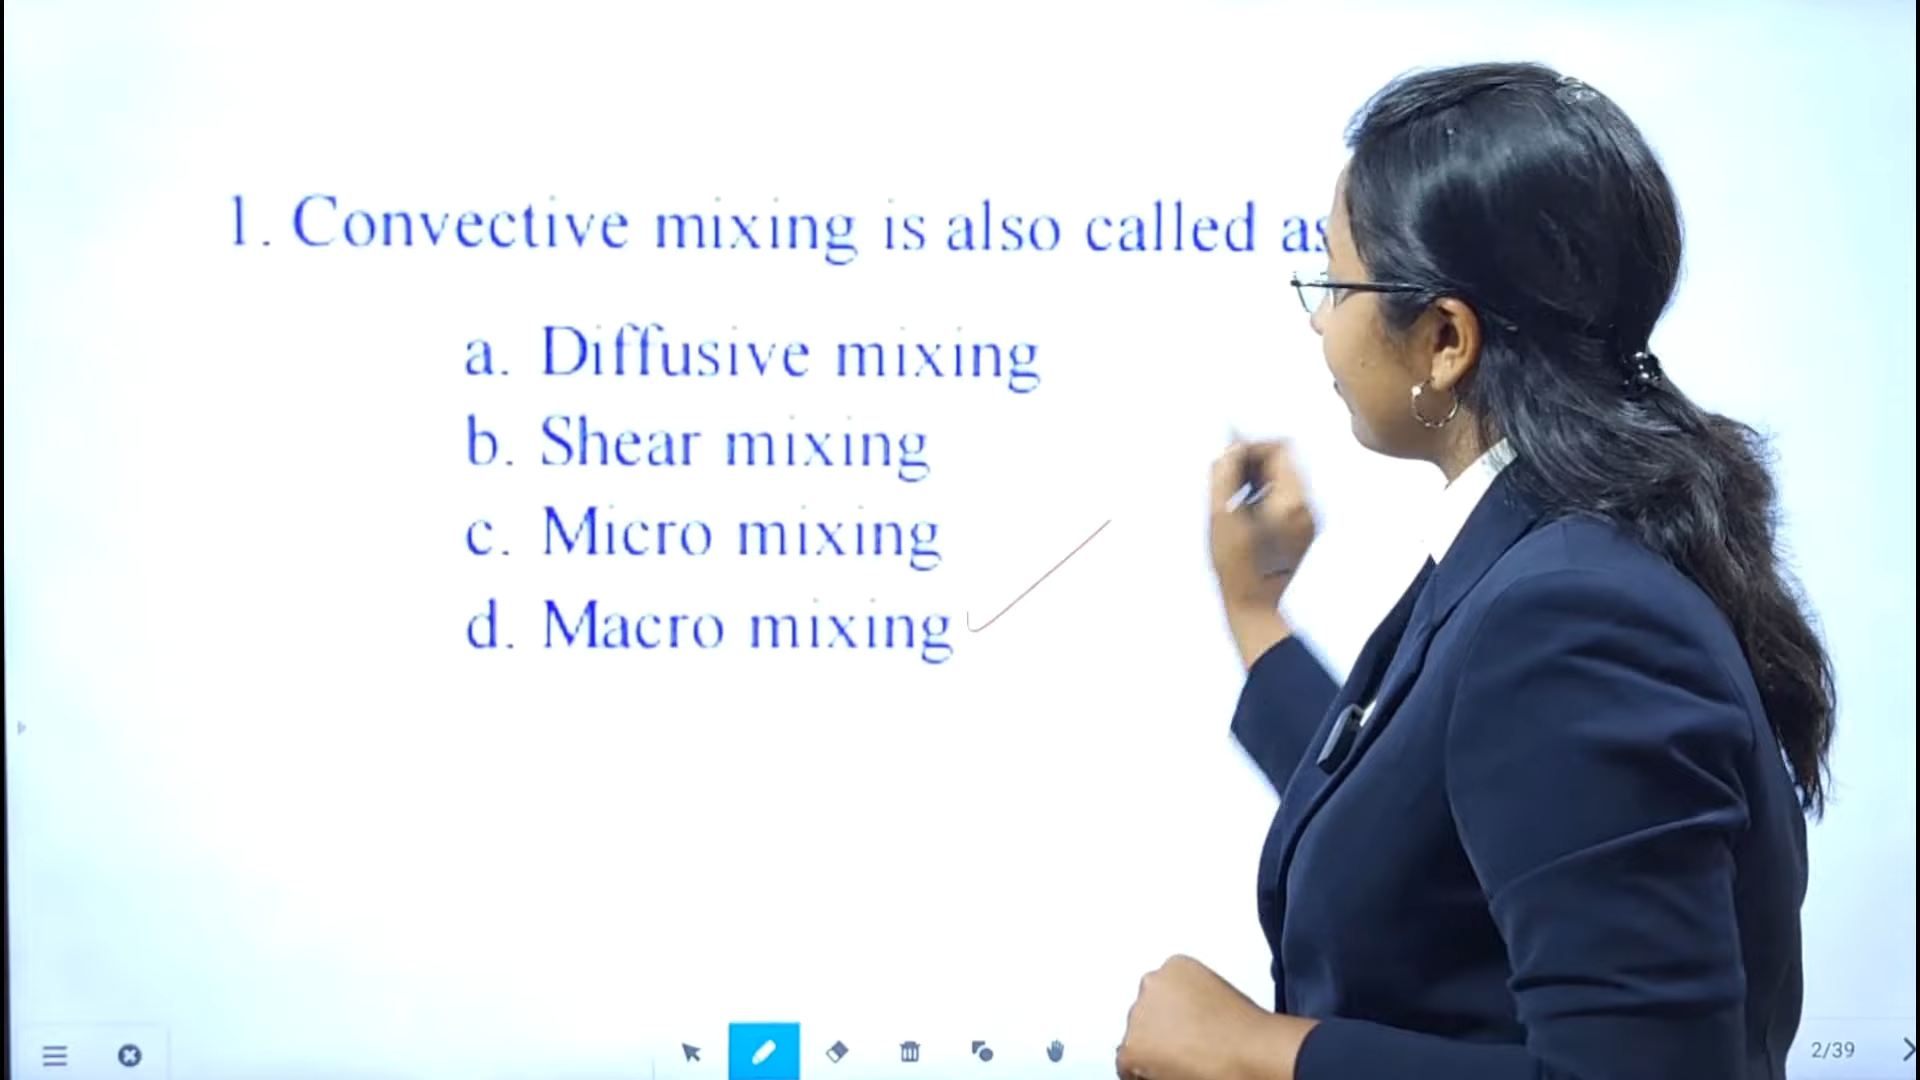 1. Convective mixing is also called as
a. Diffusive mixing
b. Shear mixing
c. Micro mixing
d. Macro mixing
2/39